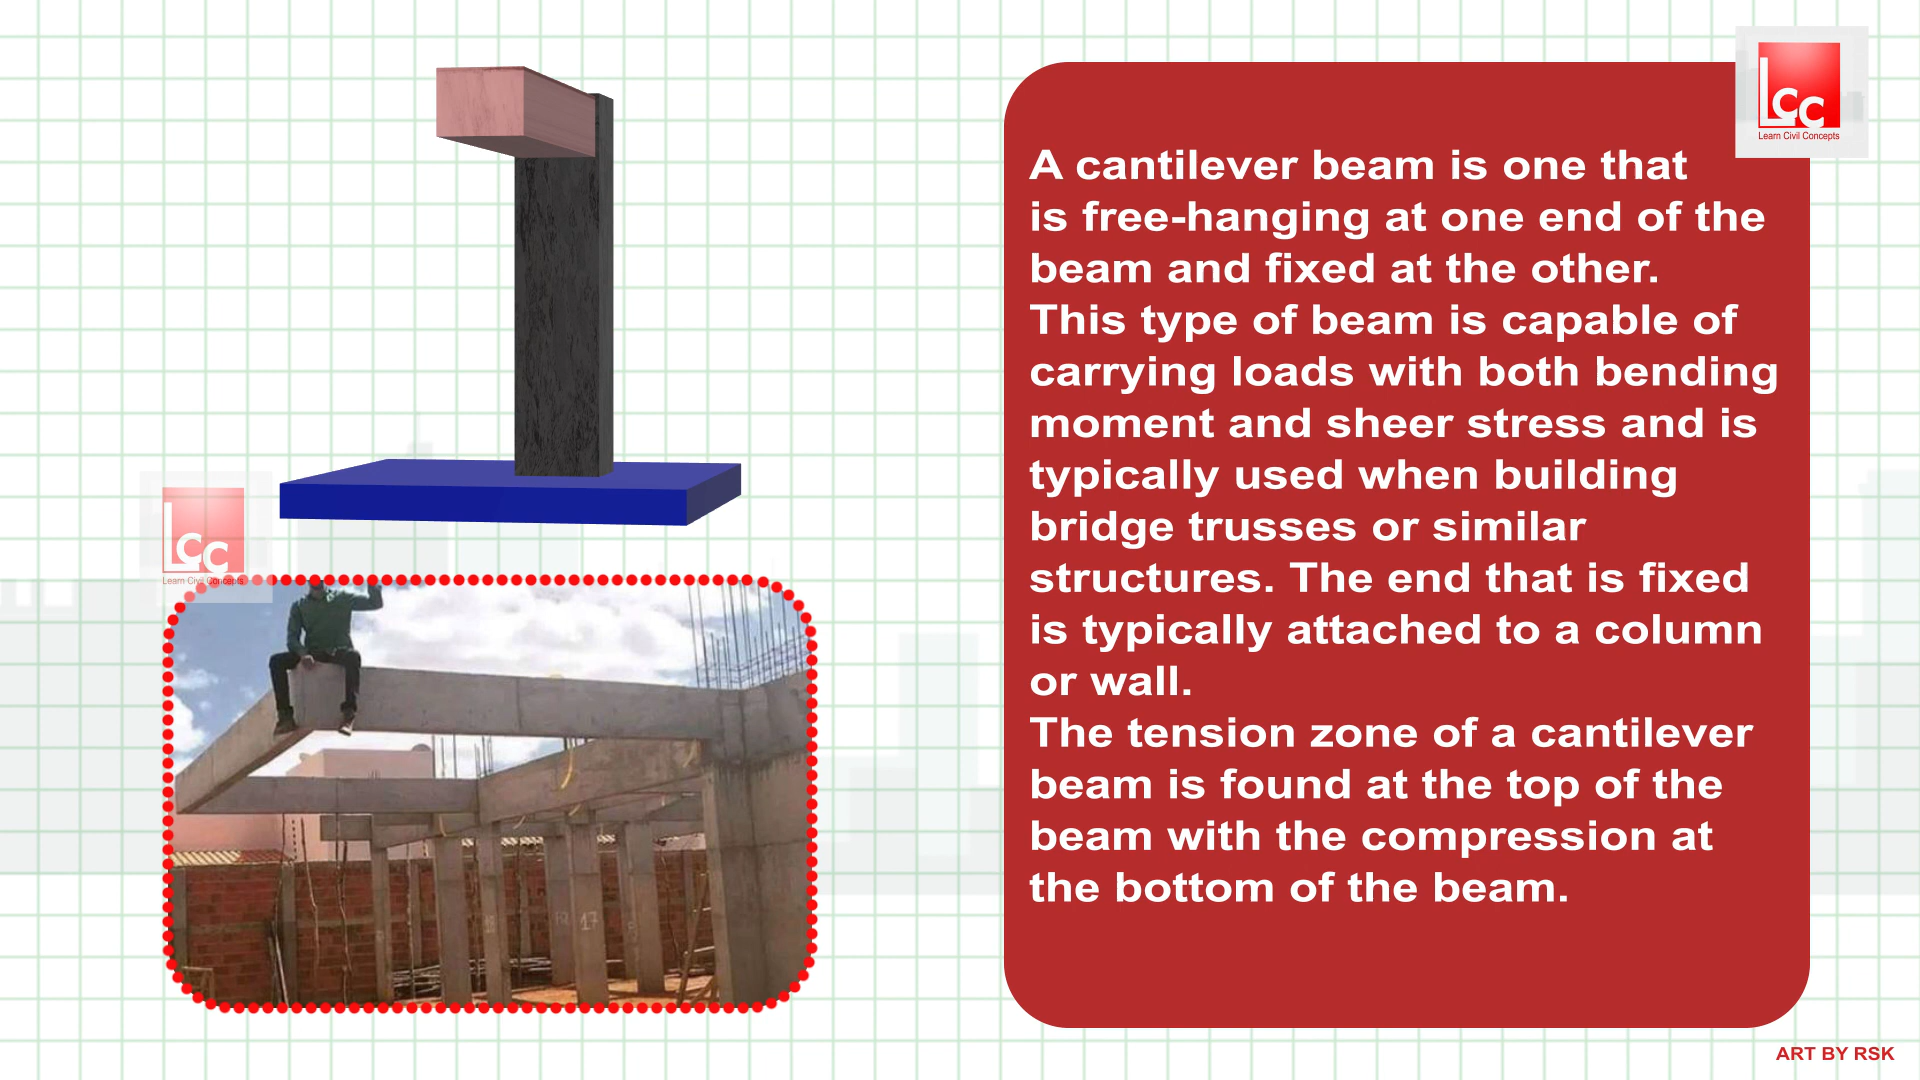 LCC
Learn Civil Concepts
A cantilever beam is one that
is free-hanging at one end of the
beam and fixed at the other.
This type of beam is capable of
carrying loads with both bending
moment and sheer stress and is
typically used when building
bridge trusses or similar
structures. The end that is fixed
is typically attached to a column
or wall.
The tension zone of a cantilever
beam is found at the top of the
beam with the compression at
the bottom of the beam.
LCC
Learn Civil Concepts
17
ART BY RSK